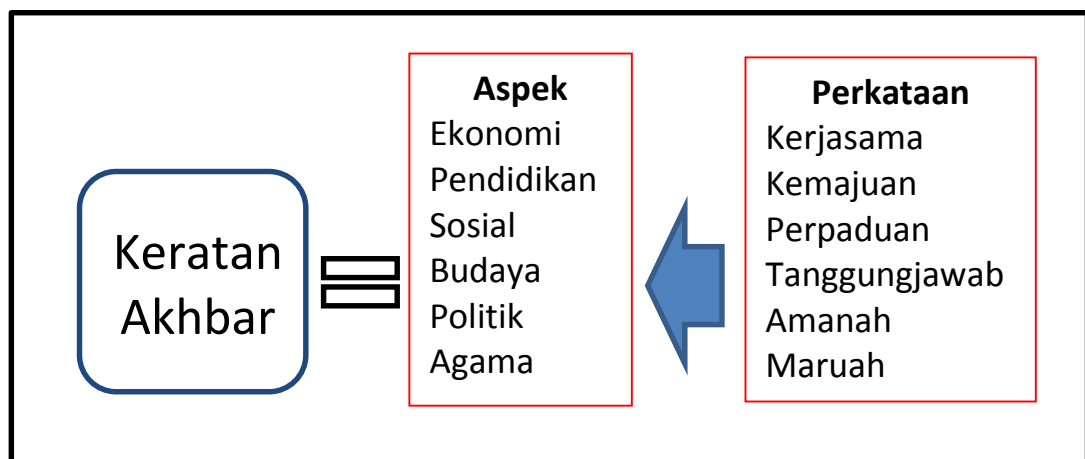 Keratan
Akhbar
Aspek
Ekonomi
Pendidikan
Sosial
Budaya
Politik
Agama
Perkataan
Kerjasama
Kemajuan
Perpaduan
Tanggungjawab
Amanah
Maruah